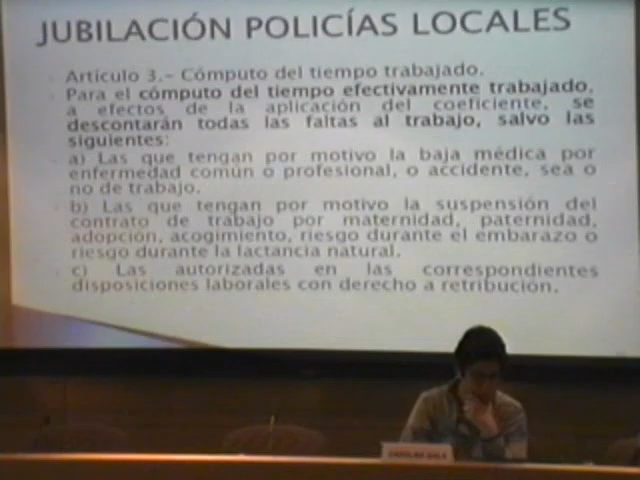 JUBILACIÓN POLICÍAS LOCALES
Artículo 3.- Cómputo del tiempo trabajado.
Para el cómputo del tiempo efectivamente trabajado,
a efectos de la aplicación del coeficiente, se
descontarán todas las faltas al trabajo, salvo las
siguientes:
a) Las que tengan por motivo la baja médica por
enfermedad común o profesional, o accidente, sea o
no de trabajo.
b) Las que tengan por motivo la suspensión del
contrato de trabajo por maternidad, paternidad,
adopción, acogimiento, riesgo durante el embarazo o
riesgo durante la lactancia natural.
c) Las autorizadas en las correspondientes
disposiciones laborales con derecho a retribución.